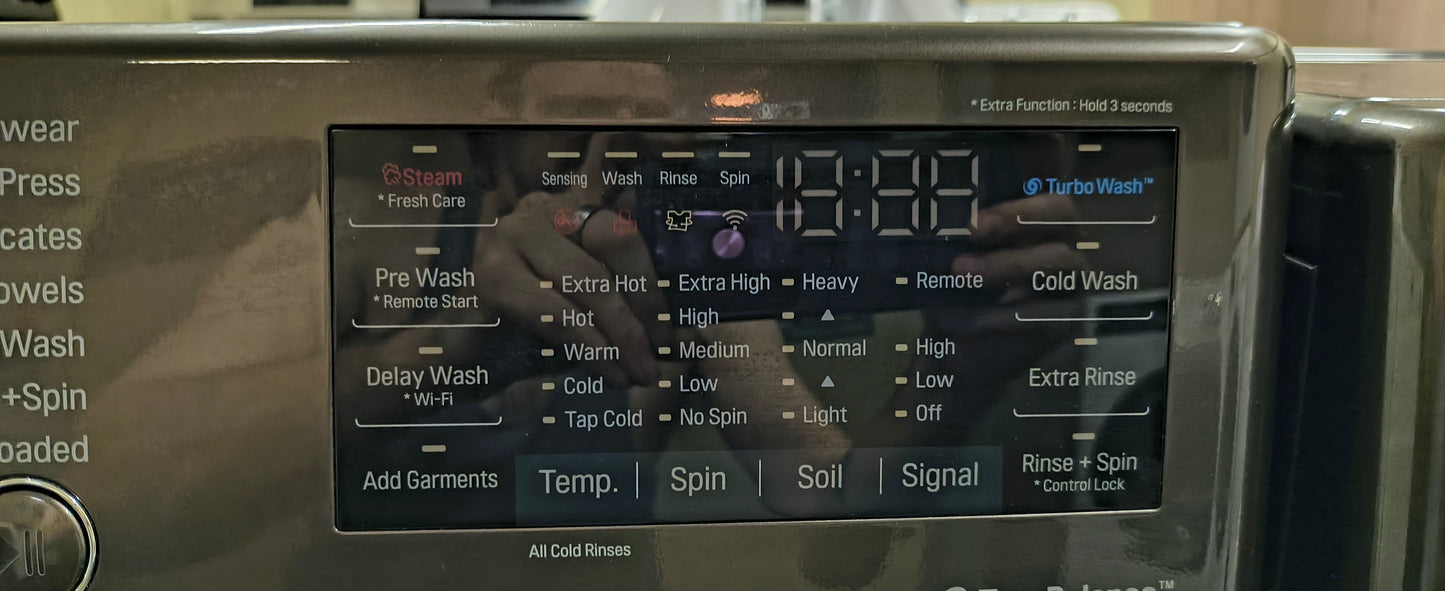 * Extra Function : Hold 3 seconds
wear
Press
cates
owels
Wash
+Spin
oaded
Steam
* Fresh Care
Pre Wash
* Remote Start
Delay Wash
* Wi-Fi
Add Garments
Sensing Wash Rinse Spin
Extra Hot Extra High Heavy Remote
Hot High
Warm Medium Normal High
Cold Low Low
Tap Cold No Spin Light Off
Temp. | Spin | Soil | Signal
TurboWash™
Cold Wash
Extra Rinse
Rinse + Spin
* Control Lock
All Cold Rinses